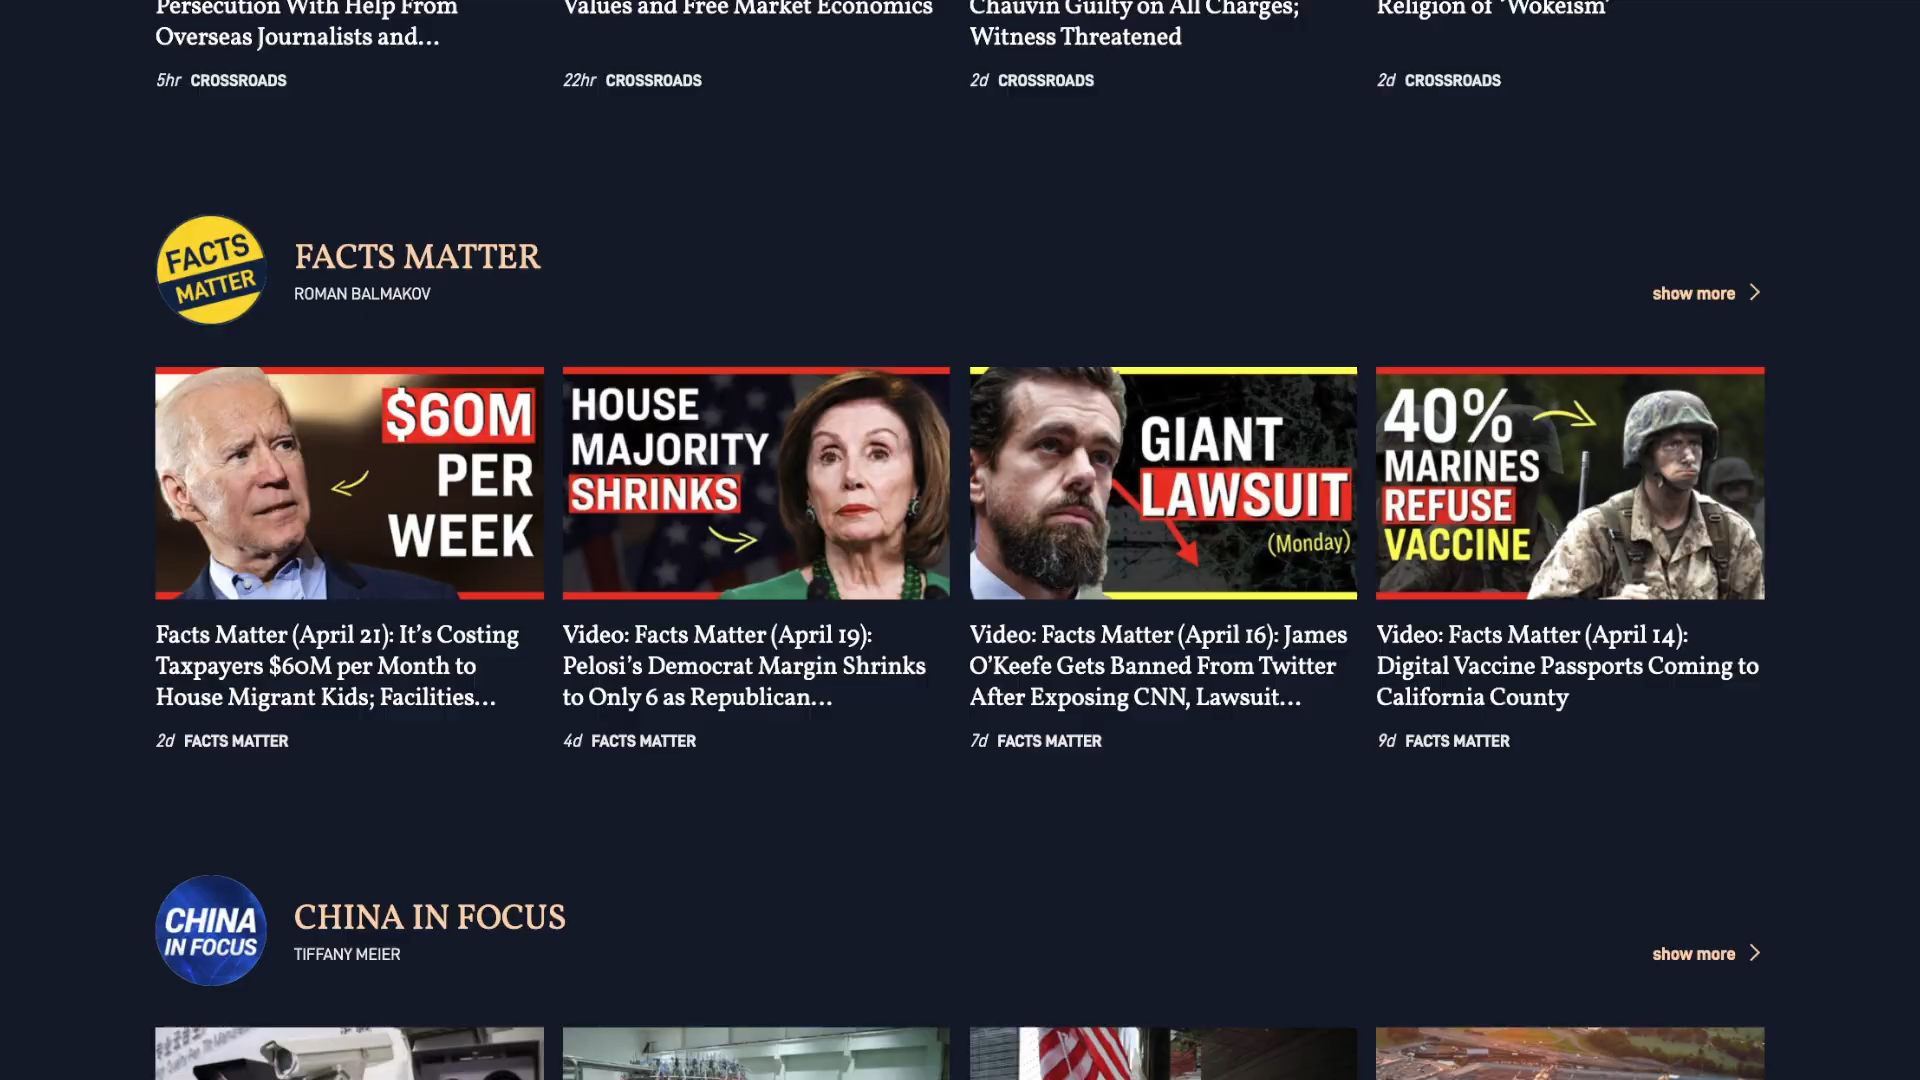 Persecution With Help From
Overseas Journalists and...
5hr CROSSROADS
Values and Free Market Economics
22hr CROSSROADS
Chauvin Guilty on All Charges;
Witness Threatened
2d CROSSROADS
Religion of 'Wokeism'
2d CROSSROADS
FACTS
MATTER
FACTS MATTER
ROMAN BALMAKOV
show more
$60M
PER
WEEK
HOUSE
MAJORITY
SHRINKS
GIANT
LAWSUIT
(Monday)
40%
MARINES
REFUSE
VACCINE
Facts Matter (April 21): It's Costing
Taxpayers $60M per Month to
House Migrant Kids; Facilities...
2d FACTS MATTER
Video: Facts Matter (April 19):
Pelosi's Democrat Margin Shrinks
to Only 6 as Republican...
4d FACTS MATTER
Video: Facts Matter (April 16): James
O'Keefe Gets Banned From Twitter
After Exposing CNN, Lawsuit...
7d FACTS MATTER
Video: Facts Matter (April 14):
Digital Vaccine Passports Coming to
California County
9d FACTS MATTER
CHINA
IN FOCUS
CHINA IN FOCUS
TIFFANY MEIER
show more